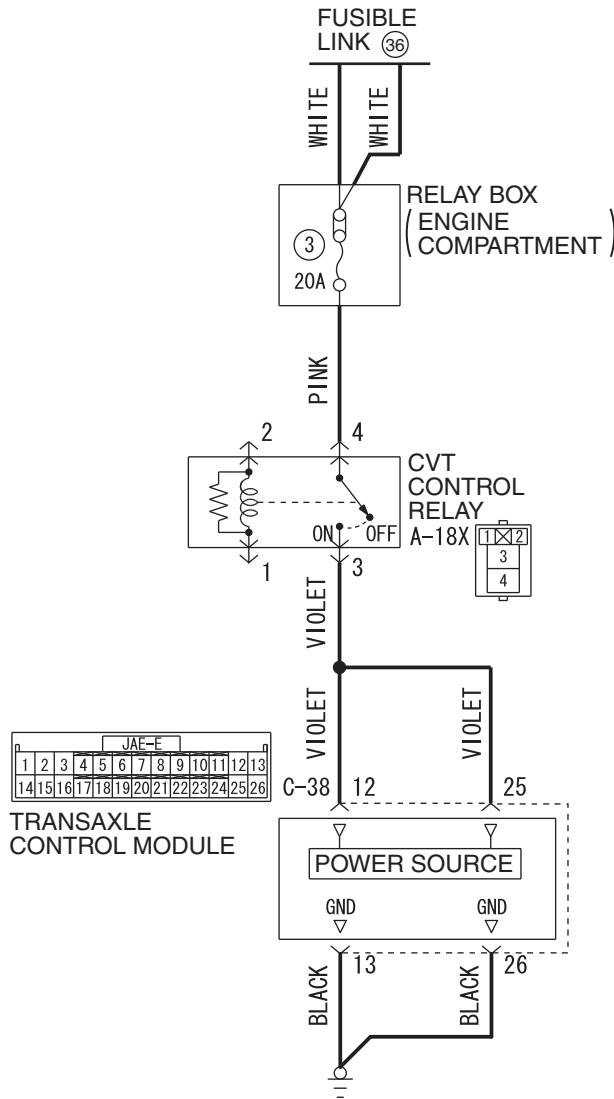 FUSIBLE
LINK 36
WHITE
WHITE
RELAY BOX
(ENGINE
COMPARTMENT)
3
20A
PINK
2
4
CVT
CONTROL
RELAY
A-18X
ON
OFF
1
3
1 2
3
4
VIOLET
VIOLET
VIOLET
JAE-E
1 2 3 4 5 6 7 8 9 10 11 12 13
14 15 16 17 18 19 20 21 22 23 24 25 26
TRANSAXLE
CONTROL MODULE
C-38
12
25
POWER SOURCE
GND
GND
13
26
BLACK
BLACK